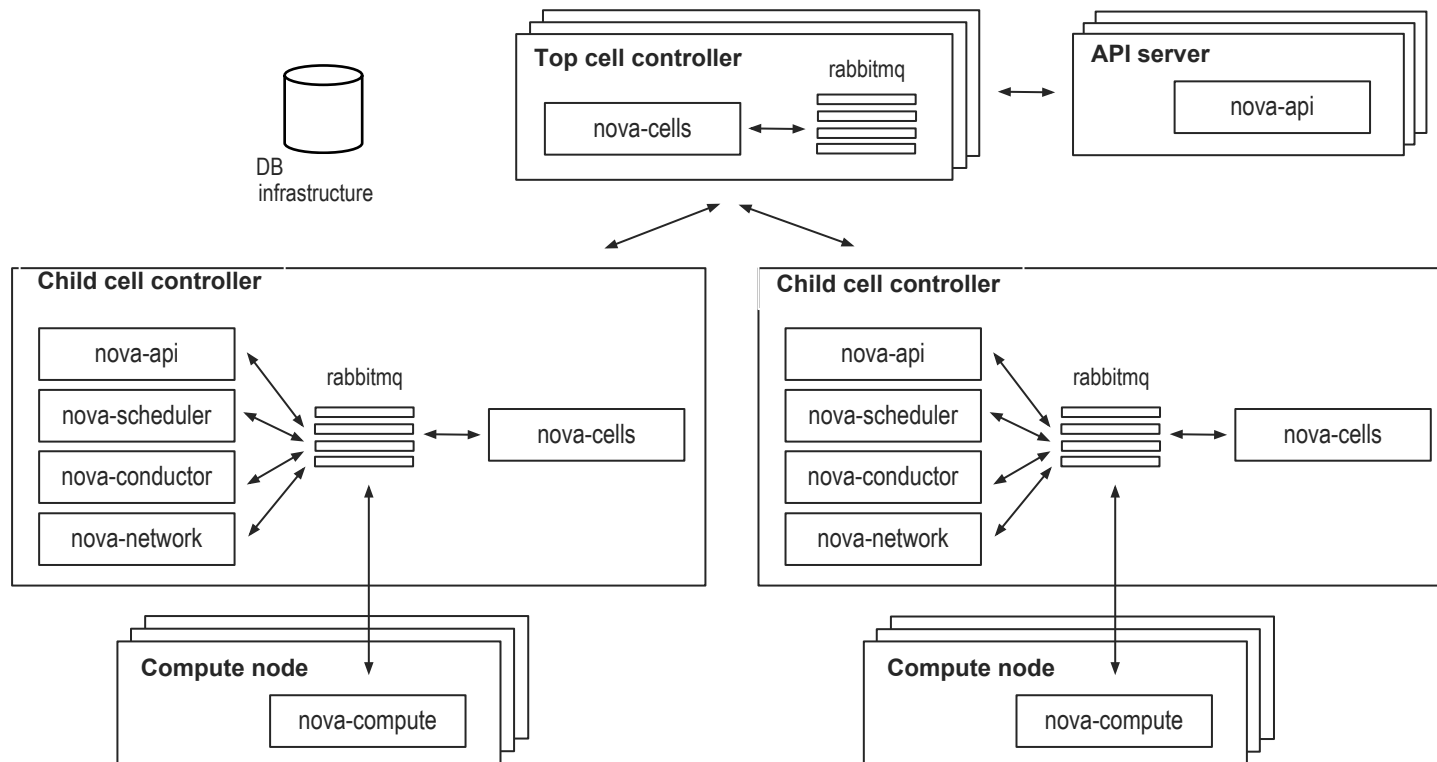 Top cell controller
rabbitmq
nova-cells
API server
nova-api
DB
infrastructure
Child cell controller
nova-api
nova-scheduler
nova-conductor
nova-network
rabbitmq
nova-cells
Child cell controller
nova-api
nova-scheduler
nova-conductor
nova-network
rabbitmq
nova-cells
Compute node
nova-compute
Compute node
nova-compute